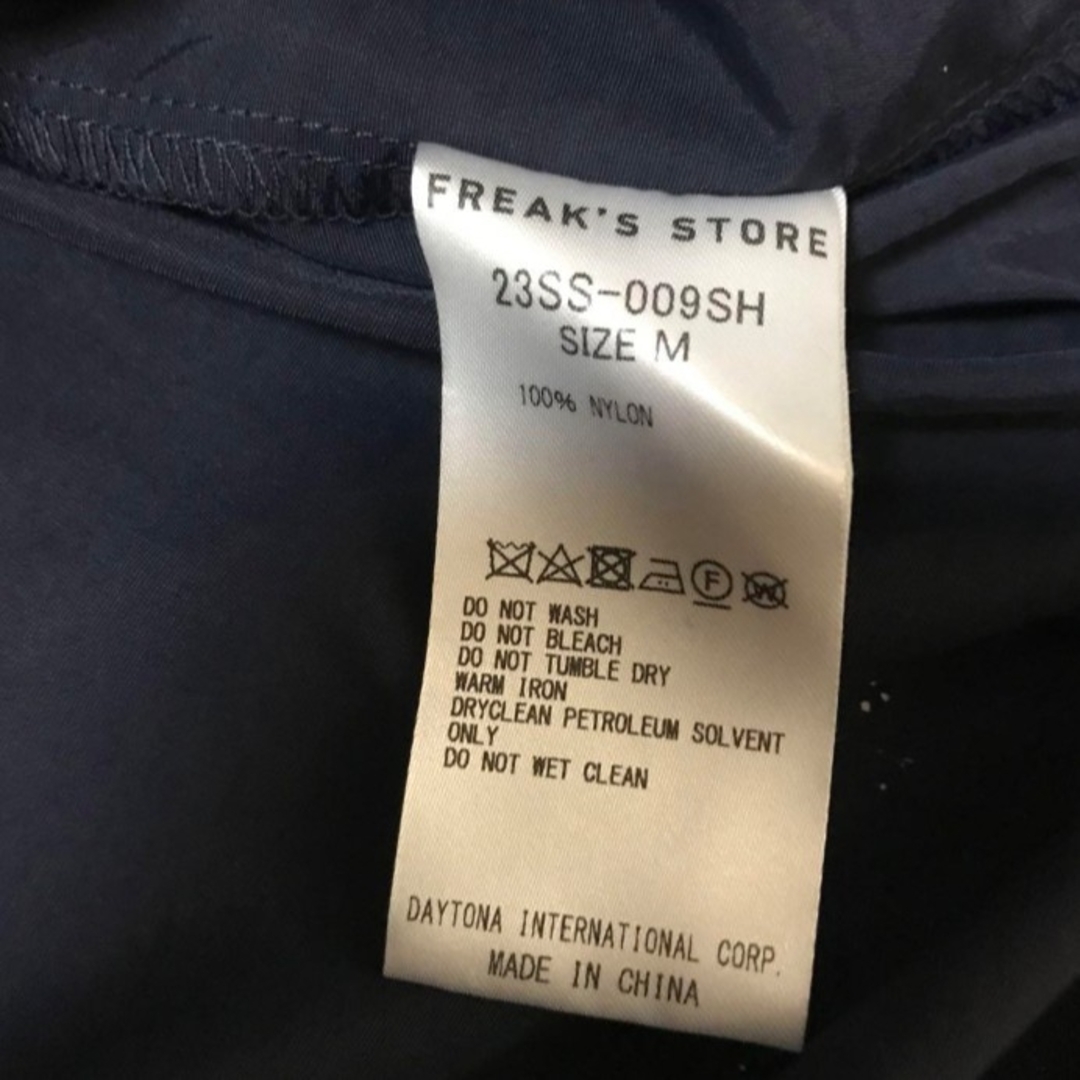 FREAK'S STORE
23SS-009SH
SIZE M
100% NYLON
F W
DO NOT WASH
DO NOT BLEACH
DO NOT TUMBLE DRY
WARM IRON
DRYCLEAN PETROLEUM SOLVENT
ONLY
DO NOT WET CLEAN
DAYTONA INTERNATIONAL CORP.
MADE IN CHINA